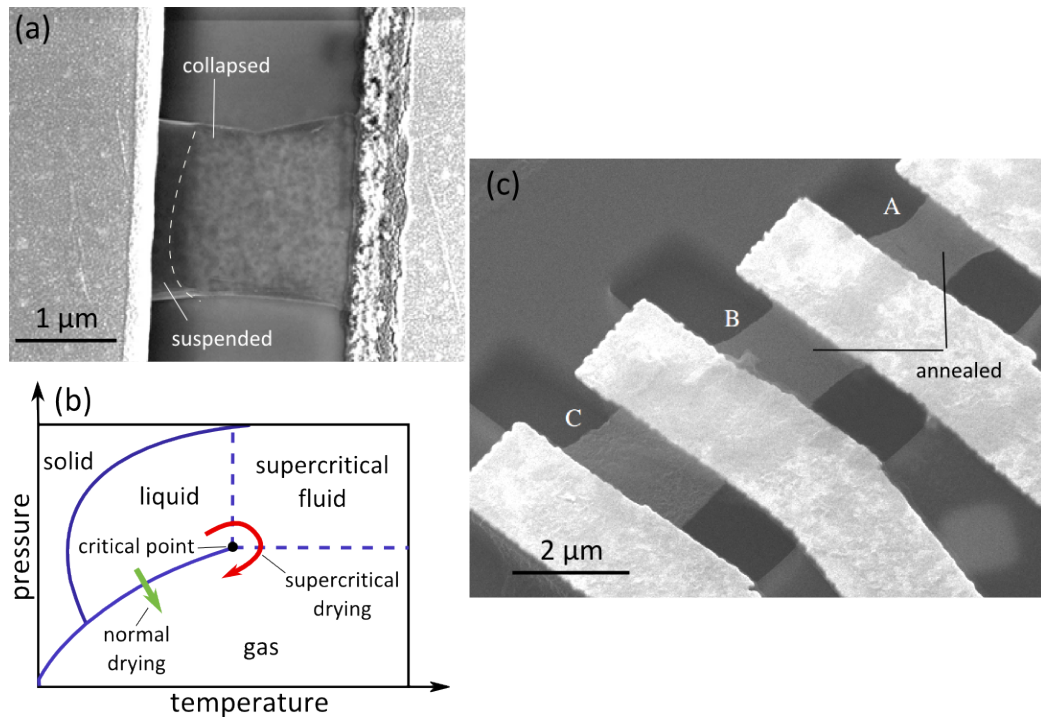 (a)
collapsed
suspended
1 μm
(b)
solid
liquid
supercritical
fluid
critical point
supercritical
drying
normal
drying
gas
pressure
temperature
(c)
A
B
C
annealed
2 μm